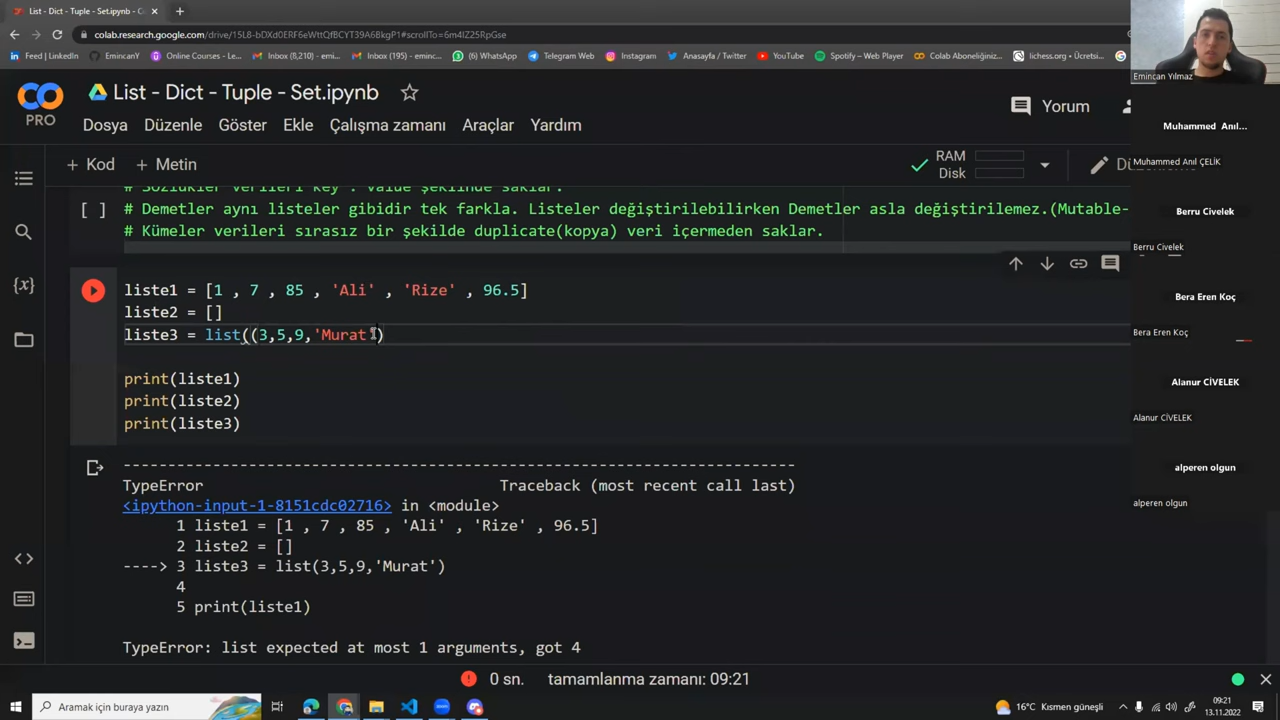 List - Dict - Tuple - Set.ipynb - C
colab.research.google.com/drive/15L8-bDXd0ERF6eWttQfBCYT39A6BkgP1#scrollTo=6m4IZ25RpGse
Feed | LinkedIn
EmincanY
Online Courses - Le...
Inbox (8,210) - emi...
Inbox (195) - eminc...
(5) WhatsApp
Telegram Web
Instagram
Anasayfa / Twitter
YouTube
Spotify – Web Player
Colab Aboneliğiniz...
lichess.org • Ücretsi...
PRO
List - Dict - Tuple - Set.ipynb
Yorum
Dosya Düzenle Göster Ekle Çalışma zamanı Araçlar Yardım
+ Kod + Metin
RAM
Disk
# Sözlükler verileri key : value şeklinde saklar.
[ ] # Demetler aynı listeler gibidir tek farkla. Listeler değiştirilebilirken Demetler asla değiştirilemez.(Mutable-
# Kümeler verileri sırasız bir şekilde duplicate(kopya) veri içermeden saklar.
liste1 = [1 , 7 , 85 , 'Ali' , 'Rize' , 96.5]
liste2 = []
liste3 = list((3,5,9,'Murat')
print(liste1)
print(liste2)
print(liste3)
---------------------------------------------------------------------------
TypeError Traceback (most recent call last)
<ipython-input-1-8151cdc02716> in <module>
1 liste1 = [1 , 7 , 85 , 'Ali' , 'Rize' , 96.5]
2 liste2 = []
----> 3 liste3 = list(3,5,9,'Murat')
4
5 print(liste1)
TypeError: list expected at most 1 arguments, got 4
0 sn. tamamlanma zamanı: 09:21
Aramak için buraya yazın
16°C Kısmen güneşli
09:21
13.11.2022
Emincan Yılmaz
Muhammed Anıl...
Muhammed Anıl ÇELİK
Berru Civelek
Berru Civelek
Bera Eren Koç
Bera Eren Koç
Alanur CİVELEK
Alanur CİVELEK
alperen olgun
alperen olgun